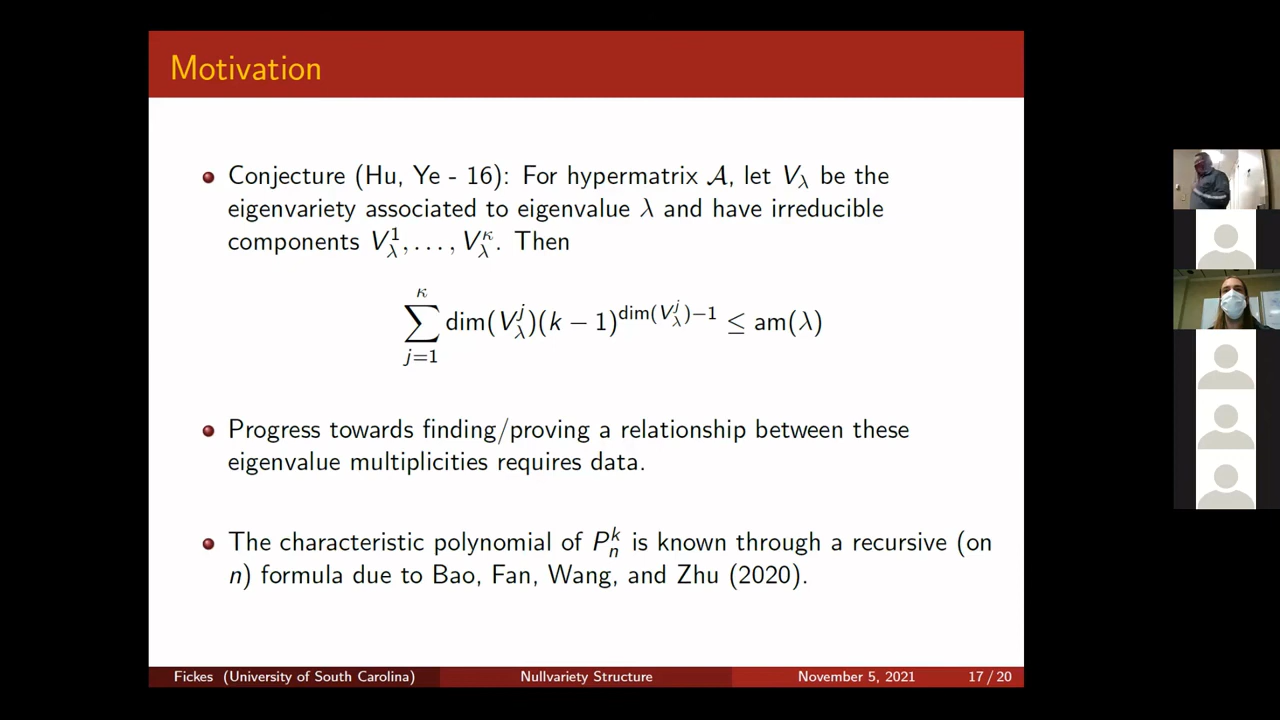 Motivation
Conjecture (Hu, Ye - 16): For hypermatrix 𝒜, let V_λ be the
eigenvariety associated to eigenvalue λ and have irreducible
components V_λ^1, . . . , V_λ^κ. Then
∑_{j=1}^{κ} dim(V_λ^j)(k − 1)^{dim(V_λ^j)−1} ≤ am(λ)
Progress towards finding/proving a relationship between these
eigenvalue multiplicities requires data.
The characteristic polynomial of P_n^k is known through a recursive (on
n) formula due to Bao, Fan, Wang, and Zhu (2020).
Fickes (University of South Carolina) Nullvariety Structure November 5, 2021 17 / 20